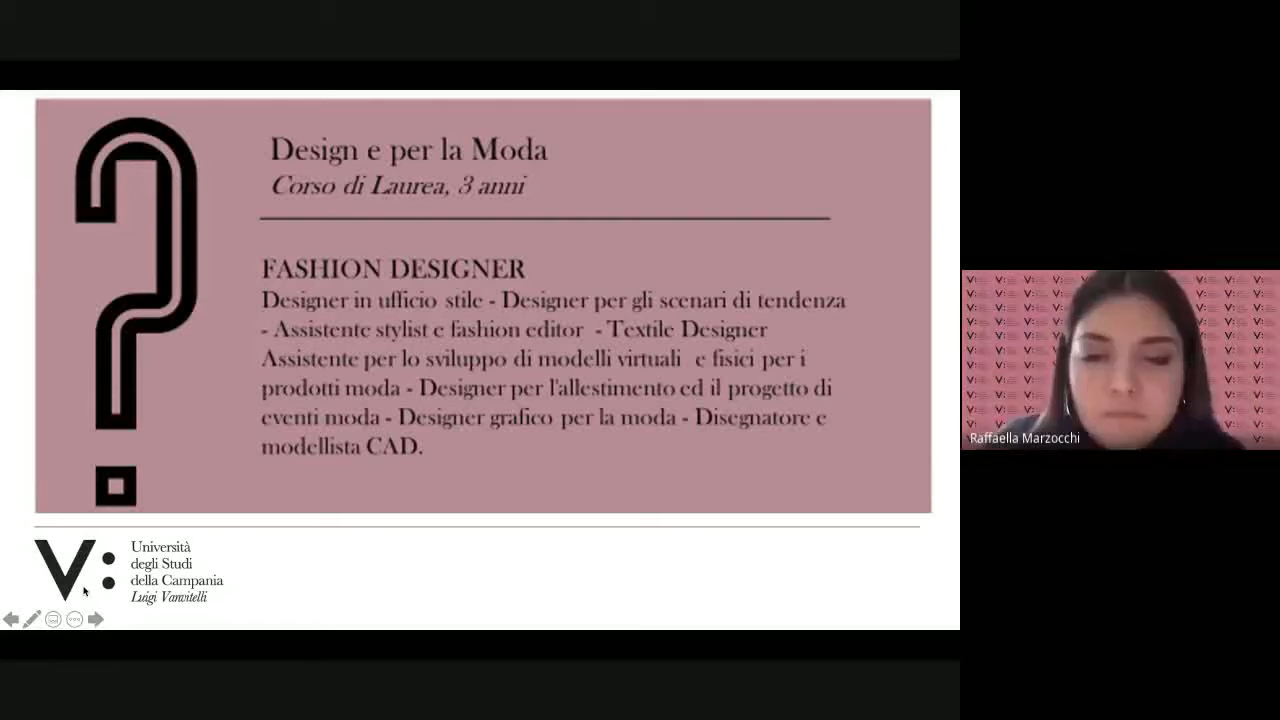 Design e per la Moda
Corso di Laurea, 3 anni
FASHION DESIGNER
Designer in ufficio stile - Designer per gli scenari di tendenza
- Assistente stylist e fashion editor - Textile Designer
Assistente per lo sviluppo di modelli virtuali e fisici per i
prodotti moda - Designer per l'allestimento ed il progetto di
eventi moda - Designer grafico per la moda - Disegnatore e
modellista CAD.
V:
Università
degli Studi
della Campania
Luigi Vanvitelli
Raffaella Marzocchi